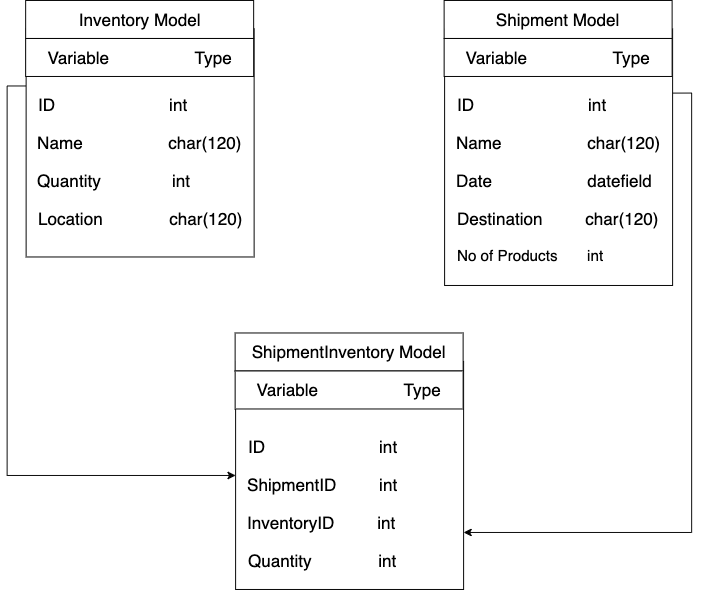 Inventory Model
Variable Type
ID int
Name char(120)
Quantity int
Location char(120)
Shipment Model
Variable Type
ID int
Name char(120)
Date datefield
Destination char(120)
No of Products int
ShipmentInventory Model
Variable Type
ID int
ShipmentID int
InventoryID int
Quantity int